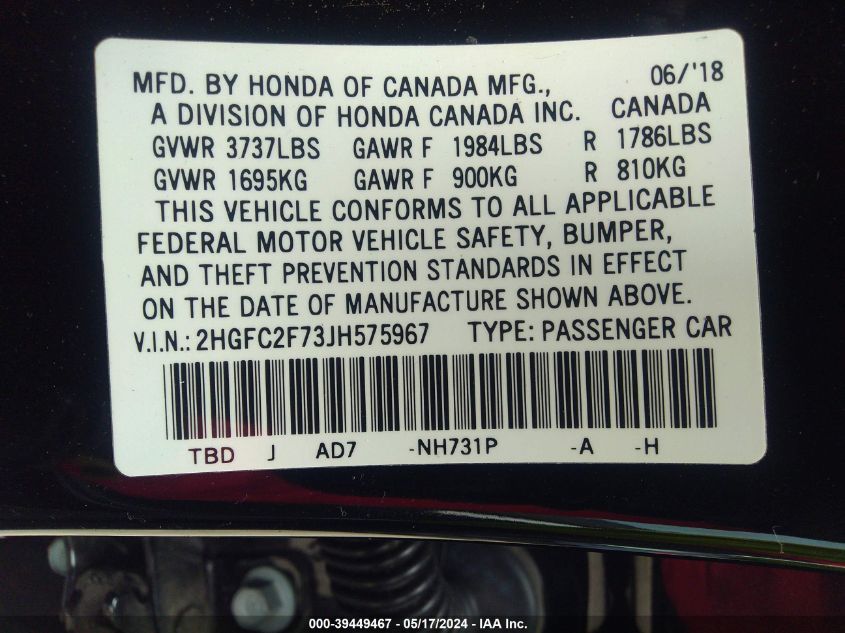 MFD. BY HONDA OF CANADA MFG., 06/'18
A DIVISION OF HONDA CANADA INC. CANADA
GVWR 3737LBS GAWR F 1984LBS R 1786LBS
GVWR 1695KG GAWR F 900KG R 810KG
THIS VEHICLE CONFORMS TO ALL APPLICABLE
FEDERAL MOTOR VEHICLE SAFETY, BUMPER,
AND THEFT PREVENTION STANDARDS IN EFFECT
ON THE DATE OF MANUFACTURE SHOWN ABOVE.
V.I.N.: 2HGFC2F73JH575967 TYPE: PASSENGER CAR
TBD J AD7 -NH731P -A -H
000-39449467 - 05/17/2024 - IAA Inc.